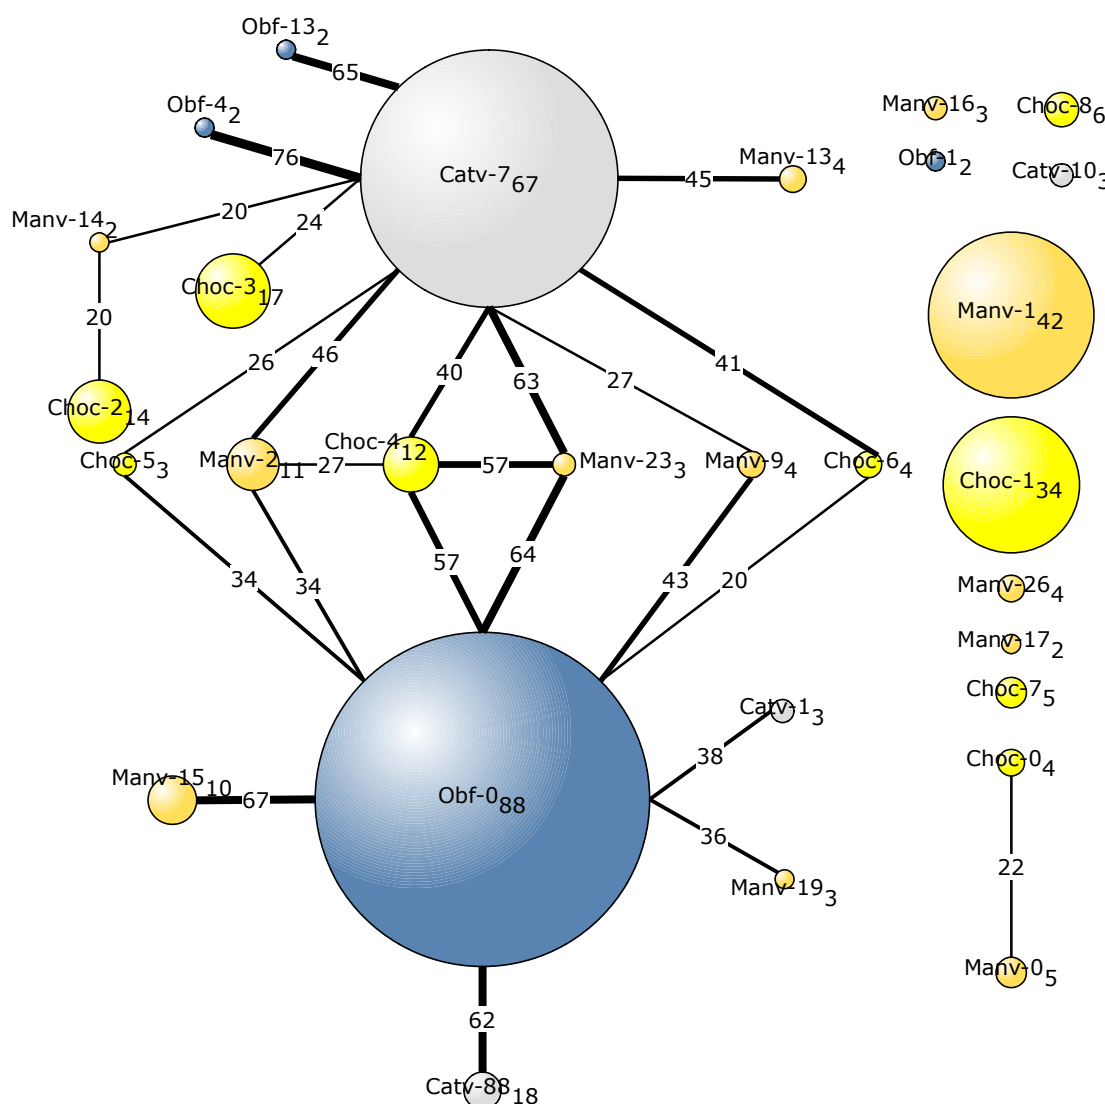 Obf-13 2
65
Obf-4 2
76
Catv-7 67
Manv-13 4
45
Manv-16 3
Choc-8 6
Obf-1 2
Catv-10 3
Manv-14 2
20
24
Choc-3 17
20
Manv-1 42
26
46
40
63
27
41
Choc-2 14
Choc-5 3
Manv-2 11
27
Choc-4 12
57
Manv-23 3
Manv-9 4
Choc-6 4
Choc-1 34
34
34
57
64
43
20
Manv-26 4
Manv-17 2
Choc-7 5
Catv-1 3
38
Choc-0 4
Manv-15 10
67
Obf-0 88
36
Manv-19 3
22
Manv-0 5
62
Catv-88 18